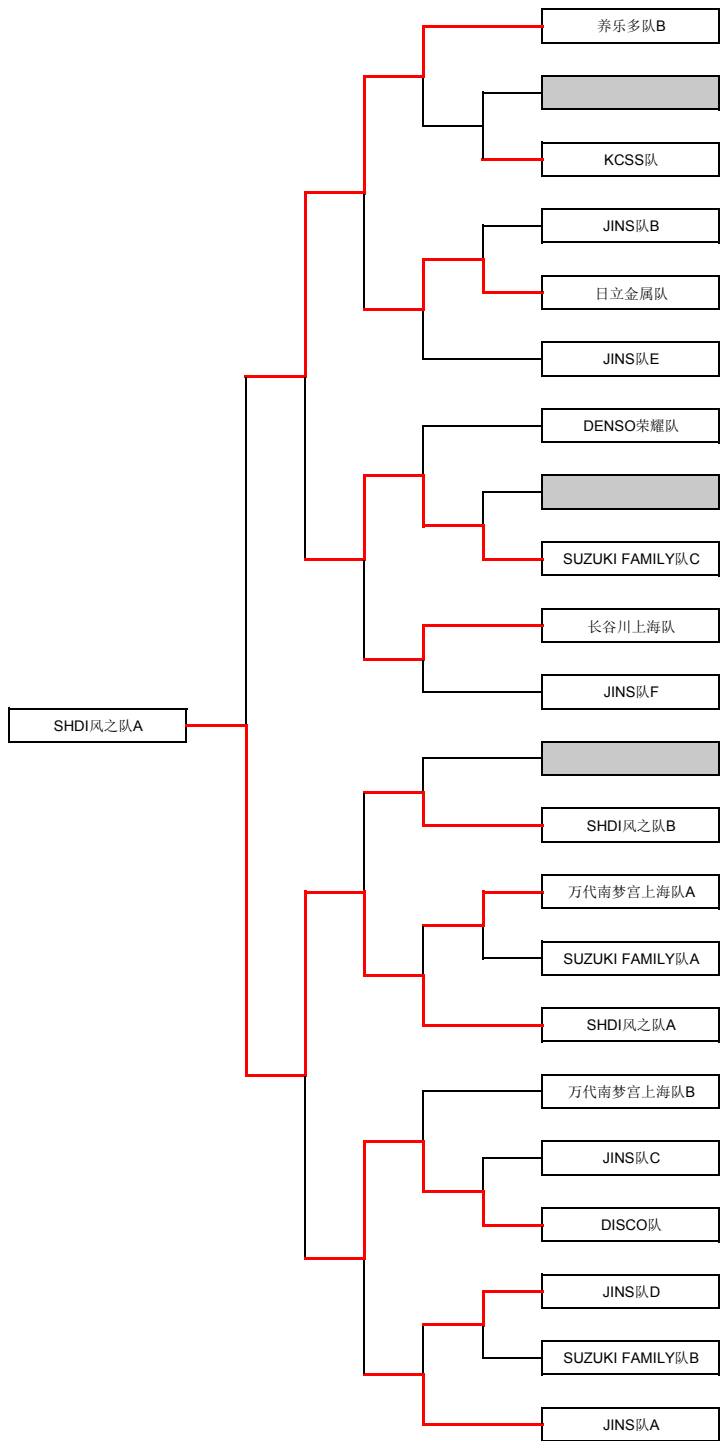 养乐多队B
KCSS队
JINS队B
日立金属队
JINS队E
DENSO荣耀队
SUZUKI FAMILY队C
长谷川上海队
JINS队F
SHDI风之队A
SHDI风之队B
万代南梦宫上海队A
SUZUKI FAMILY队A
SHDI风之队A
万代南梦宫上海队B
JINS队C
DISCO队
JINS队D
SUZUKI FAMILY队B
JINS队A